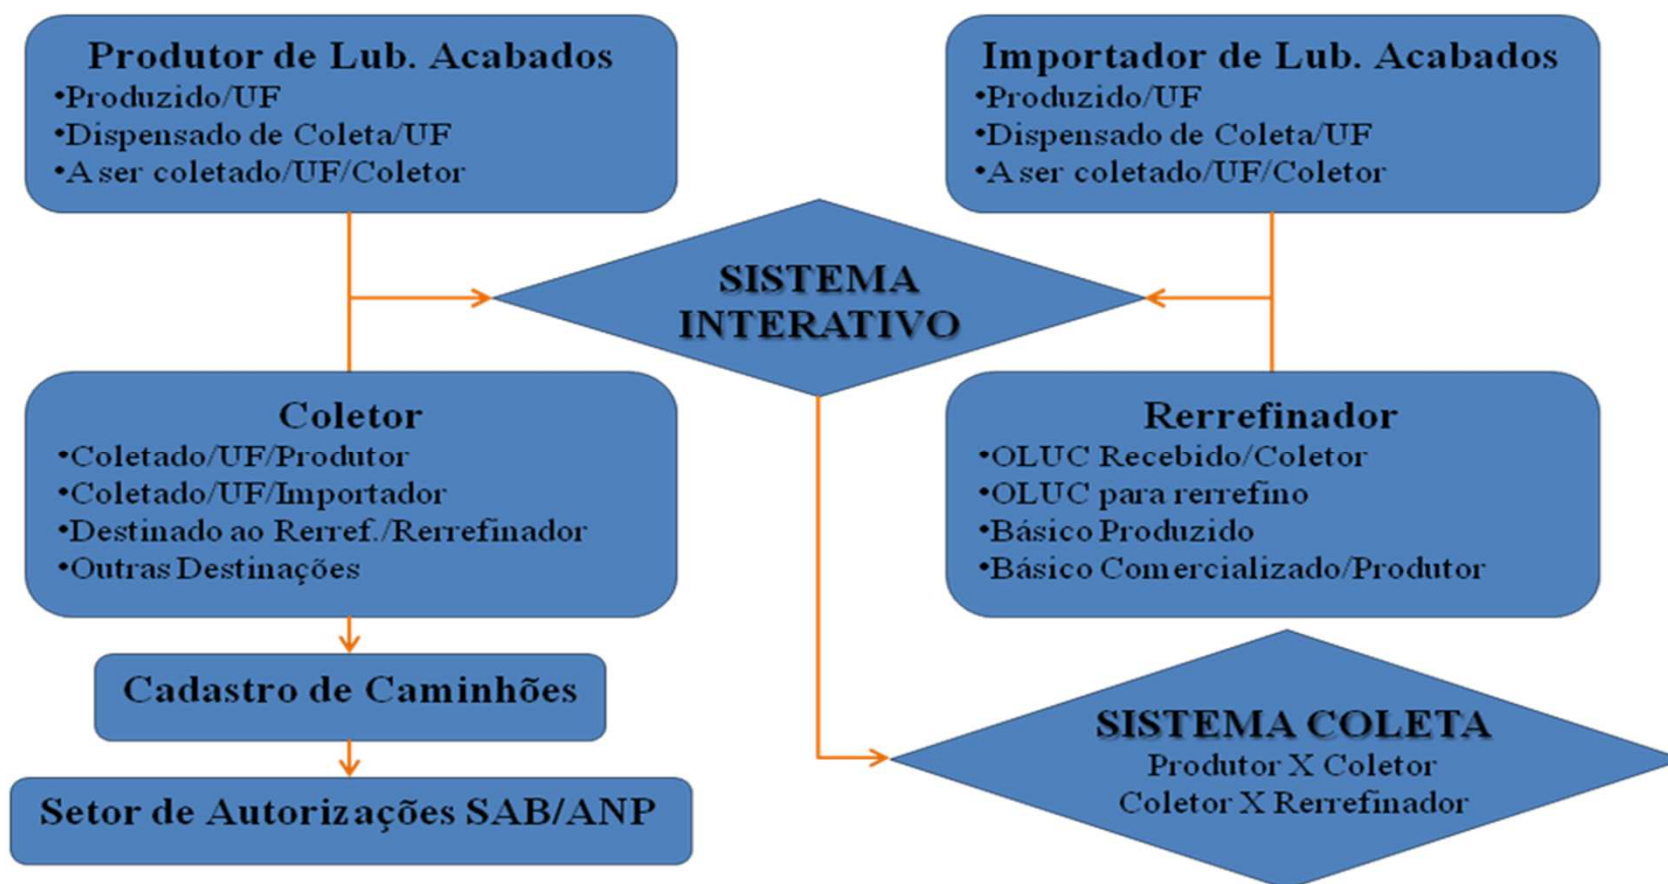 Produtor de Lub. Acabados
•Produzido/UF
•Dispensado de Coleta/UF
•A ser coletado/UF/Coletor
Importador de Lub. Acabados
•Produzido/UF
•Dispensado de Coleta/UF
•A ser coletado/UF/Coletor
SISTEMA
INTERATIVO
Coletor
•Coletado/UF/Produtor
•Coletado/UF/Importador
•Destinado ao Rerref./Rerrefinador
•Outras Destinações
Rerrefinador
•OLUC Recebido/Coletor
•OLUC para rerrefino
•Básico Produzido
•Básico Comercializado/Produtor
Cadastro de Caminhões
Setor de Autorizações SAB/ANP
SISTEMA COLETA
Produtor X Coletor
Coletor X Rerrefinador